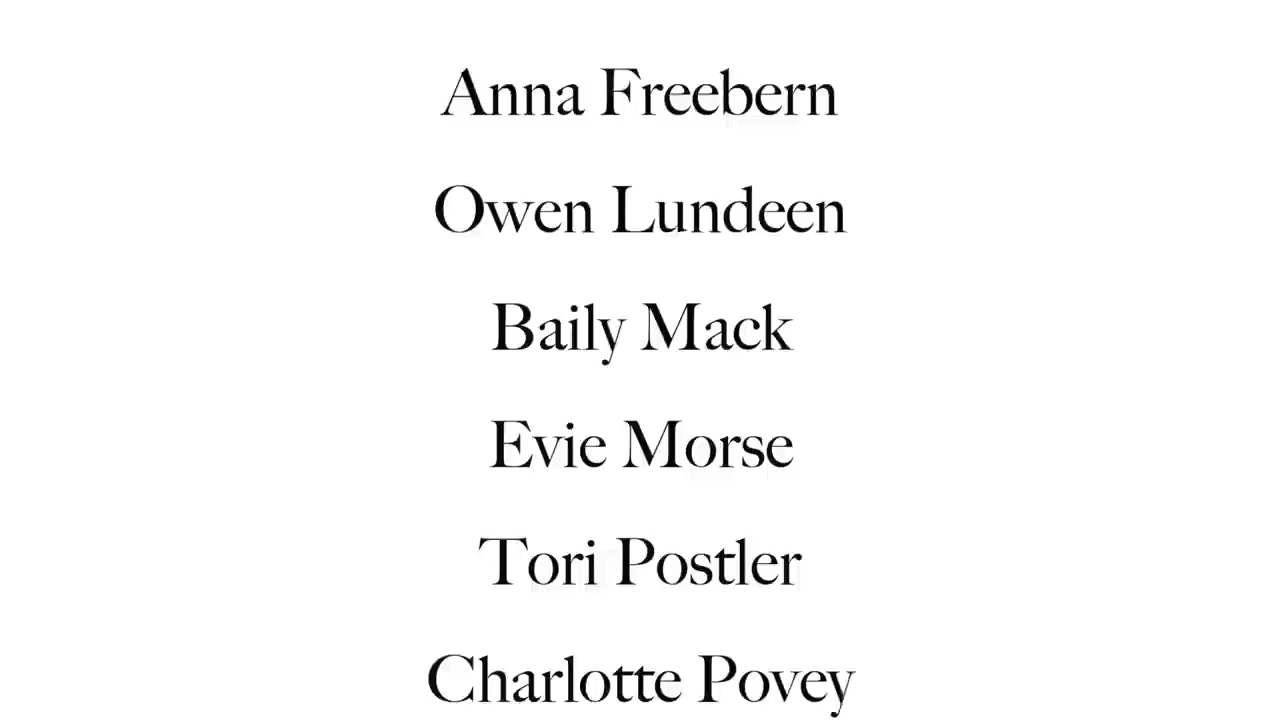 Anna Freebern
Owen Lundeen
Baily Mack
Evie Morse
Tori Postler
Charlotte Povey